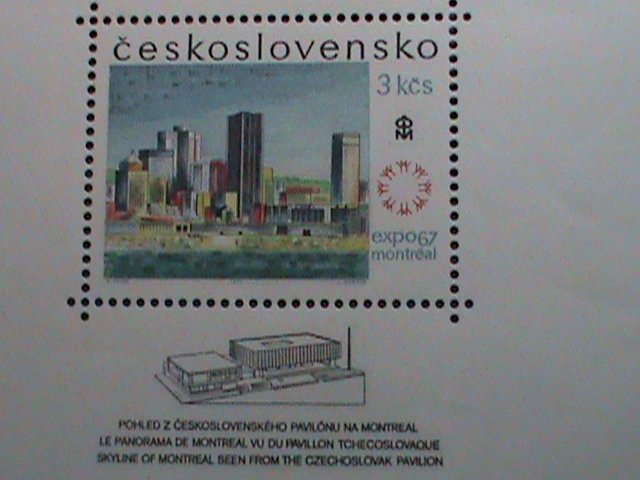 československo
3 kčs
expo67
montréal
POHLED Z ČESKOSLOVENSKÉHO PAVILÓNU NA MONTREAL
LE PANORAMA DE MONTREAL VU DU PAVILLON TCHECOSLOVAQUE
SKYLINE OF MONTREAL SEEN FROM THE CZECHOSLOVAK PAVILION